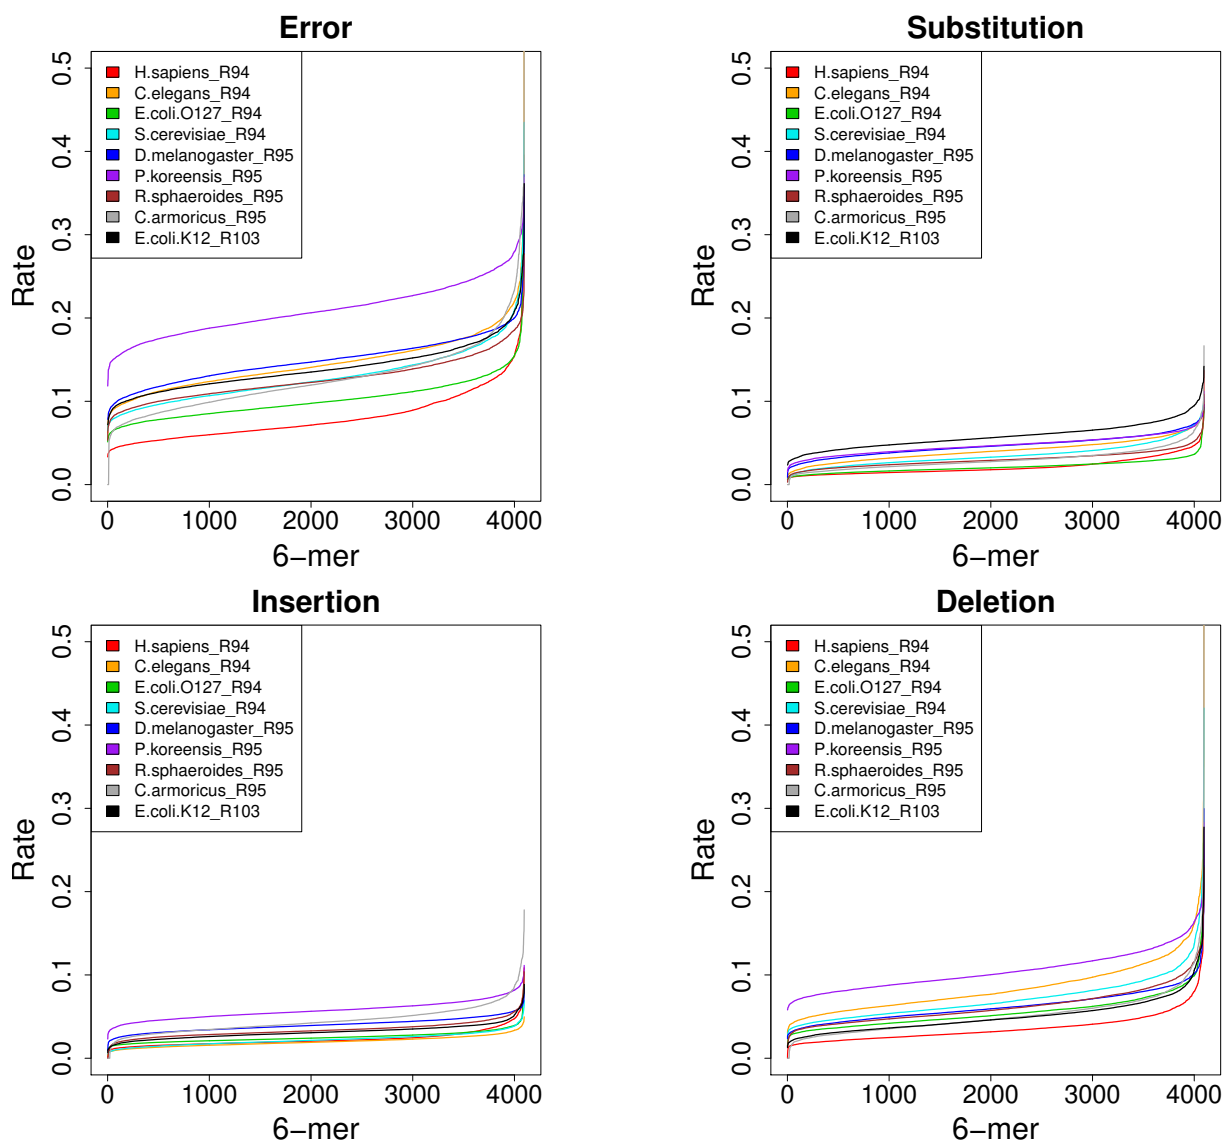 Error
0.5
0.4
0.3
0.2
0.1
0.0
Rate
H.sapiens_R94
C.elegans_R94
E.coli.O127_R94
S.cerevisiae_R94
D.melanogaster_R95
P.koreensis_R95
R.sphaeroides_R95
C.armoricus_R95
E.coli.K12_R103
0 1000 2000 3000 4000
6−mer
Substitution
0.5
0.4
0.3
0.2
0.1
0.0
Rate
H.sapiens_R94
C.elegans_R94
E.coli.O127_R94
S.cerevisiae_R94
D.melanogaster_R95
P.koreensis_R95
R.sphaeroides_R95
C.armoricus_R95
E.coli.K12_R103
0 1000 2000 3000 4000
6−mer
Insertion
0.5
0.4
0.3
0.2
0.1
0.0
Rate
H.sapiens_R94
C.elegans_R94
E.coli.O127_R94
S.cerevisiae_R94
D.melanogaster_R95
P.koreensis_R95
R.sphaeroides_R95
C.armoricus_R95
E.coli.K12_R103
0 1000 2000 3000 4000
6−mer
Deletion
0.5
0.4
0.3
0.2
0.1
0.0
Rate
H.sapiens_R94
C.elegans_R94
E.coli.O127_R94
S.cerevisiae_R94
D.melanogaster_R95
P.koreensis_R95
R.sphaeroides_R95
C.armoricus_R95
E.coli.K12_R103
0 1000 2000 3000 4000
6−mer